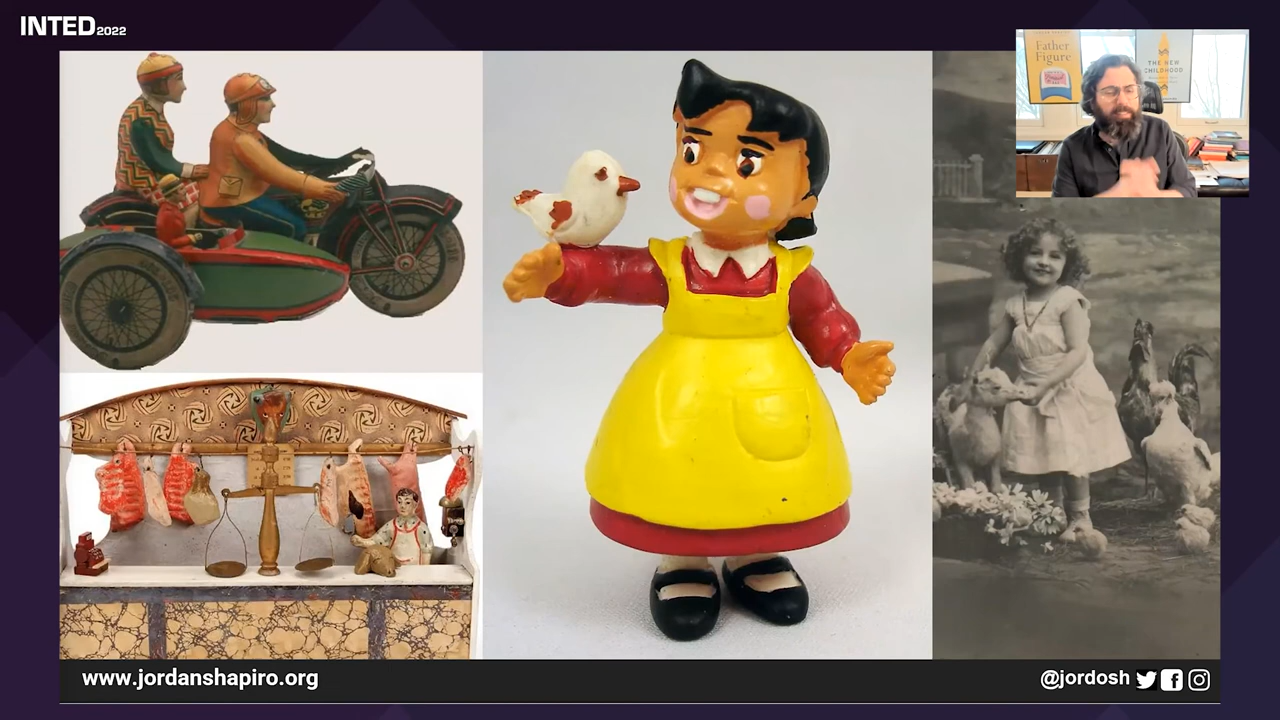 INTED2022
Father
Figure
THE NEW
CHILDHOOD
www.jordanshapiro.org
@jordosh